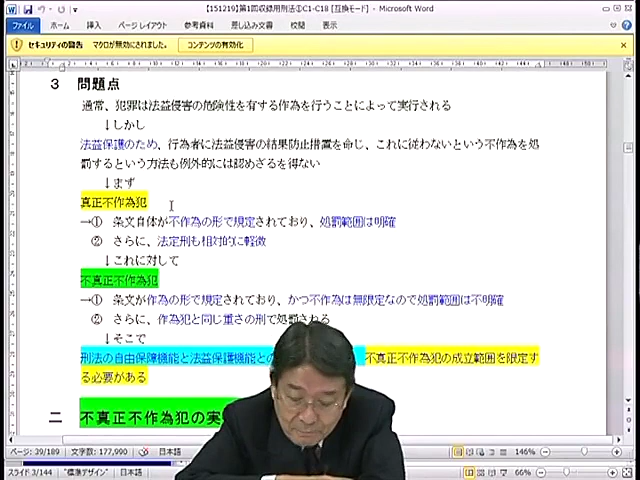 【151219】第1回収録用刑法①C1-C18 [互換モード] - Microsoft Word
ファイル ホーム 挿入 ページ レイアウト 参考資料 差し込み文書 校閲 表示
セキュリティの警告 マクロが無効にされました。 コンテンツの有効化
3 問題点
通常、犯罪は法益侵害の危険性を有する作為を行うことによって実行される
↓しかし
法益保護のため、行為者に法益侵害の結果防止措置を命じ、これに従わないという不作為を処
罰するという方法も例外的には認めざるを得ない
↓まず
真正不作為犯
→① 条文自体が不作為の形で規定されており、処罰範囲は明確
② さらに、法定刑も相対的に軽微
↓これに対して
不真正不作為犯
→① 条文が作為の形で規定されており、かつ不作為は無限定なので処罰範囲は不明確
② さらに、作為犯と同じ重さの刑で処罰される
↓そこで
刑法の自由保障機能と法益保護機能と 不真正不作為犯の成立範囲を限定す
る必要がある
二 不真正不作為犯の実
ページ: 39/189 文字数: 177,990 日本語 146%
スライド 3/144 "標準デザイン" 日本語 66%